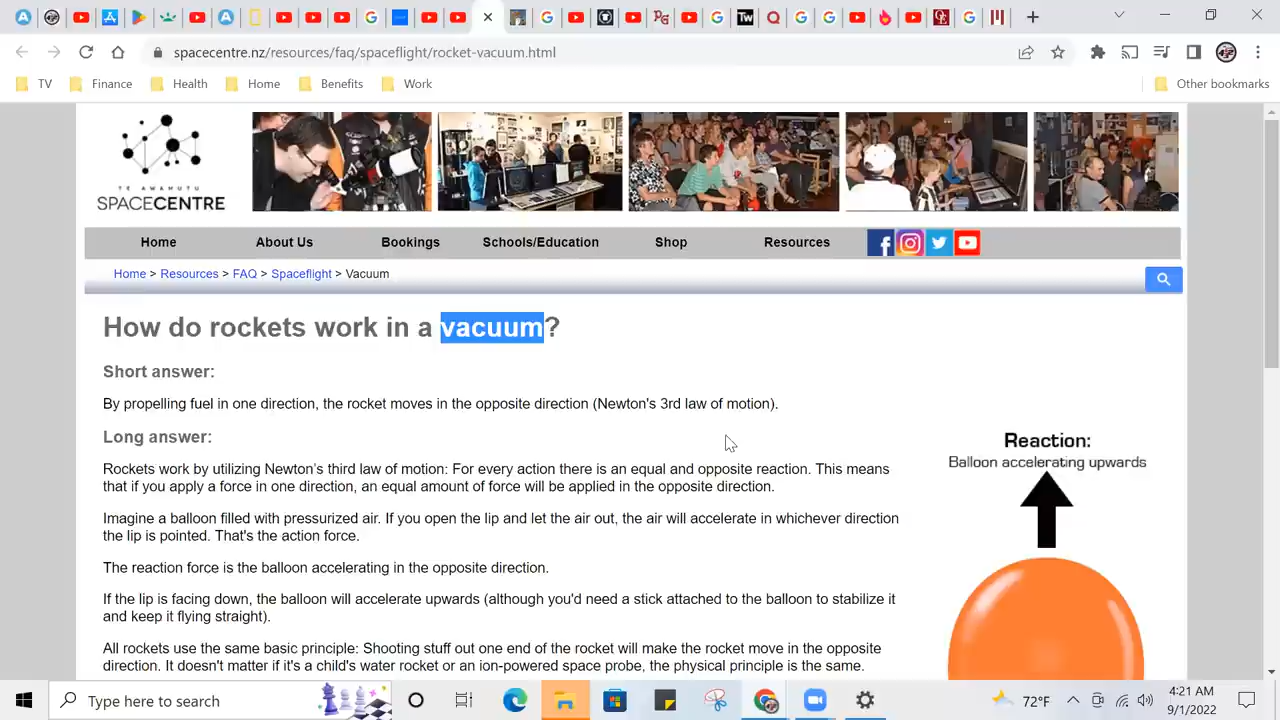 spacecentre.nz/resources/faq/spaceflight/rocket-vacuum.html
TV Finance Health Home Benefits Work Other bookmarks
TE AWAMUTU
SPACECENTRE
Home About Us Bookings Schools/Education Shop Resources
Home > Resources > FAQ > Spaceflight > Vacuum
How do rockets work in a vacuum?
Short answer:
By propelling fuel in one direction, the rocket moves in the opposite direction (Newton's 3rd law of motion).
Long answer:
Rockets work by utilizing Newton's third law of motion: For every action there is an equal and opposite reaction. This means
that if you apply a force in one direction, an equal amount of force will be applied in the opposite direction.
Imagine a balloon filled with pressurized air. If you open the lip and let the air out, the air will accelerate in whichever direction
the lip is pointed. That's the action force.
The reaction force is the balloon accelerating in the opposite direction.
If the lip is facing down, the balloon will accelerate upwards (although you'd need a stick attached to the balloon to stabilize it
and keep it flying straight).
All rockets use the same basic principle: Shooting stuff out one end of the rocket will make the rocket move in the opposite
direction. It doesn't matter if it's a child's water rocket or an ion-powered space probe, the physical principle is the same.
Reaction:
Balloon accelerating upwards
Type here to search
72°F
4:21 AM
9/1/2022